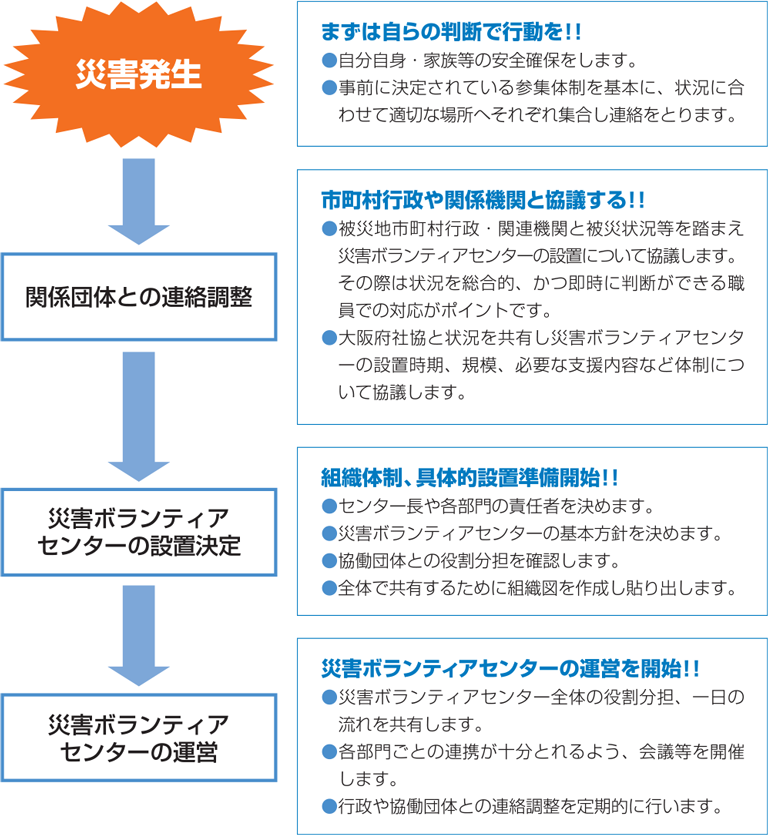 災害発生
まずは自らの判断で行動を!!
●自分自身・家族等の安全確保をします。
●事前に決定されている参集体制を基本に、状況に合
わせて適切な場所へそれぞれ集合し連絡をとります。
関係団体との連絡調整
市町村行政や関係機関と協議する!!
●被災地市町村行政・関連機関と被災状況等を踏まえ
災害ボランティアセンターの設置について協議します。
その際は状況を総合的、かつ即時に判断ができる職
員での対応がポイントです。
●大阪府社協と状況を共有し災害ボランティアセンタ
ーの設置時期、規模、必要な支援内容など体制につ
いて協議します。
災害ボランティア
センターの設置決定
組織体制、具体的設置準備開始!!
●センター長や各部門の責任者を決めます。
●災害ボランティアセンターの基本方針を決めます。
●協働団体との役割分担を確認します。
●全体で共有するために組織図を作成し貼り出します。
災害ボランティア
センターの運営
災害ボランティアセンターの運営を開始!!
●災害ボランティアセンター全体の役割分担、一日の
流れを共有します。
●各部門ごとの連携が十分とれるよう、会議等を開催
します。
●行政や協働団体との連絡調整を定期的に行います。